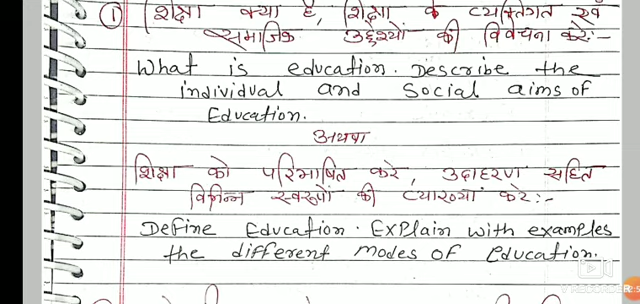 ① शिक्षा क्या है, शिक्षा के व्यक्तिगत एवं
समाजिक उद्देश्यों की विवेचना करे:-
What is education. Describe the
individual and Social aims of
Education.
अथवा
शिक्षा को परिभाषित करे, उदाहरण सहित
विभिन्न स्वरूपों की व्याख्या करे:-
Define Education. Explain with examples
the different modes of Education.